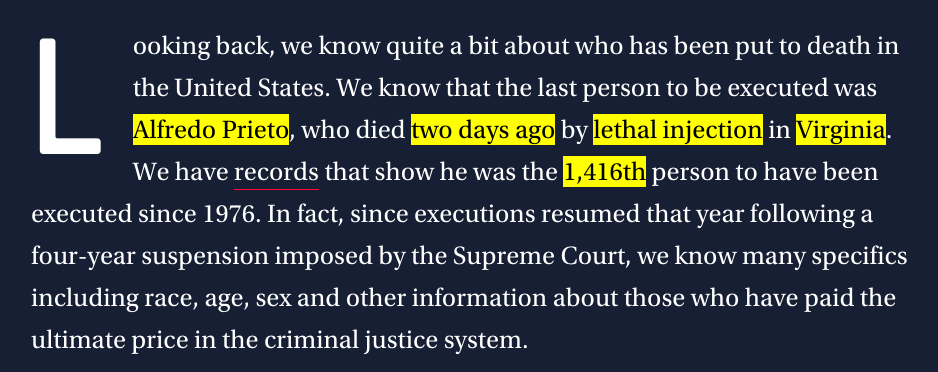 Looking back, we know quite a bit about who has been put to death in
the United States. We know that the last person to be executed was
Alfredo Prieto, who died two days ago by lethal injection in Virginia.
We have records that show he was the 1,416th person to have been
executed since 1976. In fact, since executions resumed that year following a
four-year suspension imposed by the Supreme Court, we know many specifics
including race, age, sex and other information about those who have paid the
ultimate price in the criminal justice system.